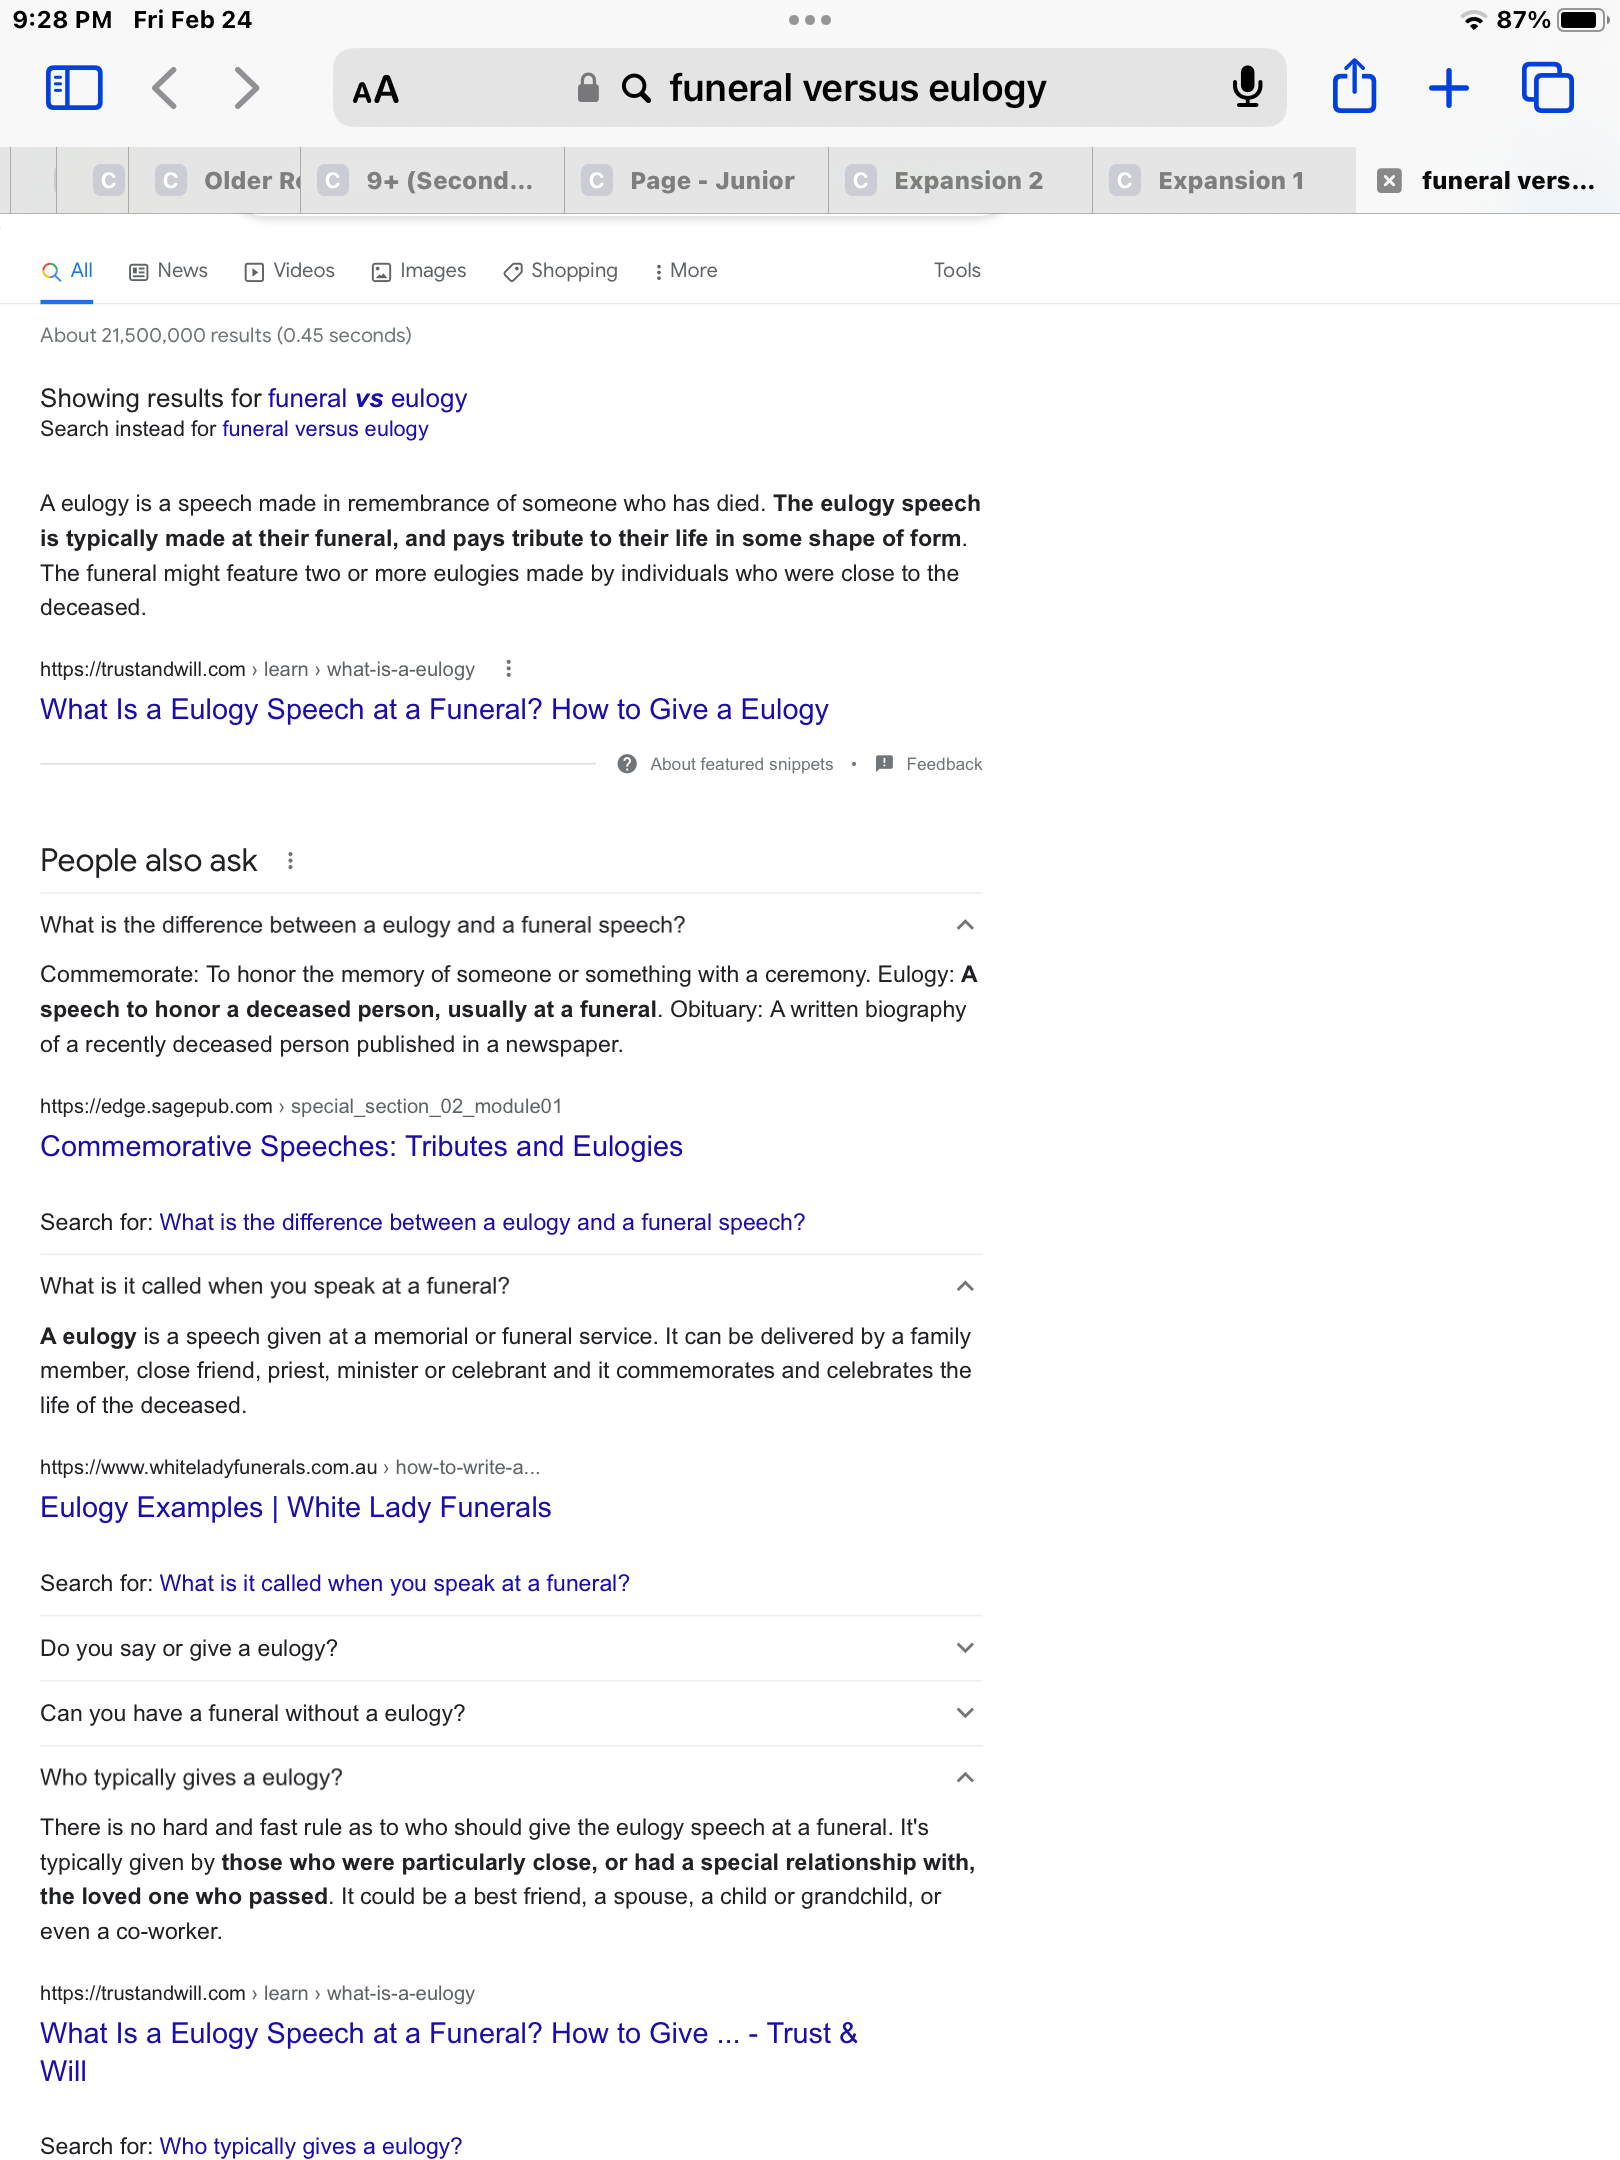 9:28 PM Fri Feb 24
87%
AA
funeral versus eulogy
C
C Older Re
C 9+ (Second...
C Page - Junior
C Expansion 2
C Expansion 1
funeral vers...
All
News
Videos
Images
Shopping
More
Tools
About 21,500,000 results (0.45 seconds)
Showing results for funeral vs eulogy
Search instead for funeral versus eulogy
A eulogy is a speech made in remembrance of someone who has died. The eulogy speech
is typically made at their funeral, and pays tribute to their life in some shape of form.
The funeral might feature two or more eulogies made by individuals who were close to the
deceased.
https://trustandwill.com › learn › what-is-a-eulogy
What Is a Eulogy Speech at a Funeral? How to Give a Eulogy
About featured snippets • Feedback
People also ask
What is the difference between a eulogy and a funeral speech?
Commemorate: To honor the memory of someone or something with a ceremony. Eulogy: A
speech to honor a deceased person, usually at a funeral. Obituary: A written biography
of a recently deceased person published in a newspaper.
https://edge.sagepub.com › special_section_02_module01
Commemorative Speeches: Tributes and Eulogies
Search for: What is the difference between a eulogy and a funeral speech?
What is it called when you speak at a funeral?
A eulogy is a speech given at a memorial or funeral service. It can be delivered by a family
member, close friend, priest, minister or celebrant and it commemorates and celebrates the
life of the deceased.
https://www.whiteladyfunerals.com.au › how-to-write-a...
Eulogy Examples | White Lady Funerals
Search for: What is it called when you speak at a funeral?
Do you say or give a eulogy?
Can you have a funeral without a eulogy?
Who typically gives a eulogy?
There is no hard and fast rule as to who should give the eulogy speech at a funeral. It's
typically given by those who were particularly close, or had a special relationship with,
the loved one who passed. It could be a best friend, a spouse, a child or grandchild, or
even a co-worker.
https://trustandwill.com › learn › what-is-a-eulogy
What Is a Eulogy Speech at a Funeral? How to Give ... - Trust &
Will
Search for: Who typically gives a eulogy?